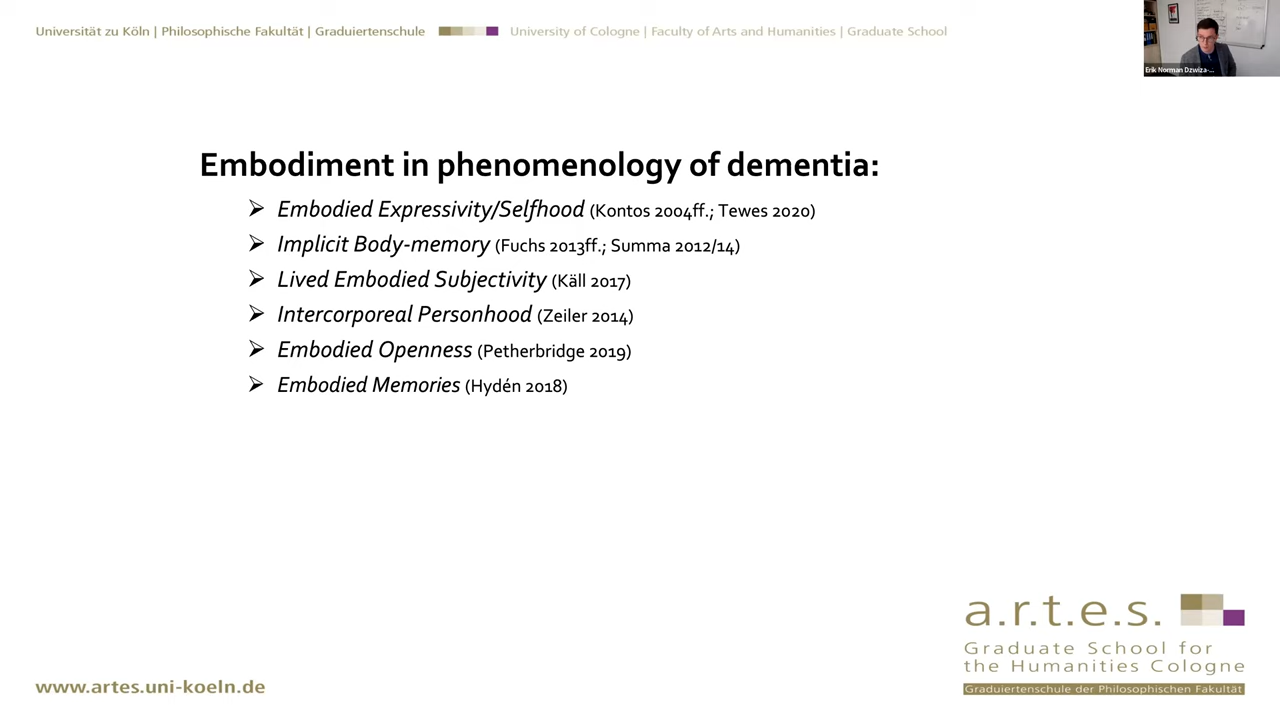 Universität zu Köln | Philosophische Fakultät | Graduiertenschule University of Cologne | Faculty of Arts and Humanities | Graduate School
Erik Norman Dzwiza-...
Embodiment in phenomenology of dementia:
➢ Embodied Expressivity/Selfhood (Kontos 2004ff.; Tewes 2020)
➢ Implicit Body-memory (Fuchs 2013ff.; Summa 2012/14)
➢ Lived Embodied Subjectivity (Käll 2017)
➢ Intercorporeal Personhood (Zeiler 2014)
➢ Embodied Openness (Petherbridge 2019)
➢ Embodied Memories (Hydén 2018)
a.r.t.e.s.
Graduate School for
the Humanities Cologne
Graduiertenschule der Philosophischen Fakultät
www.artes.uni-koeln.de